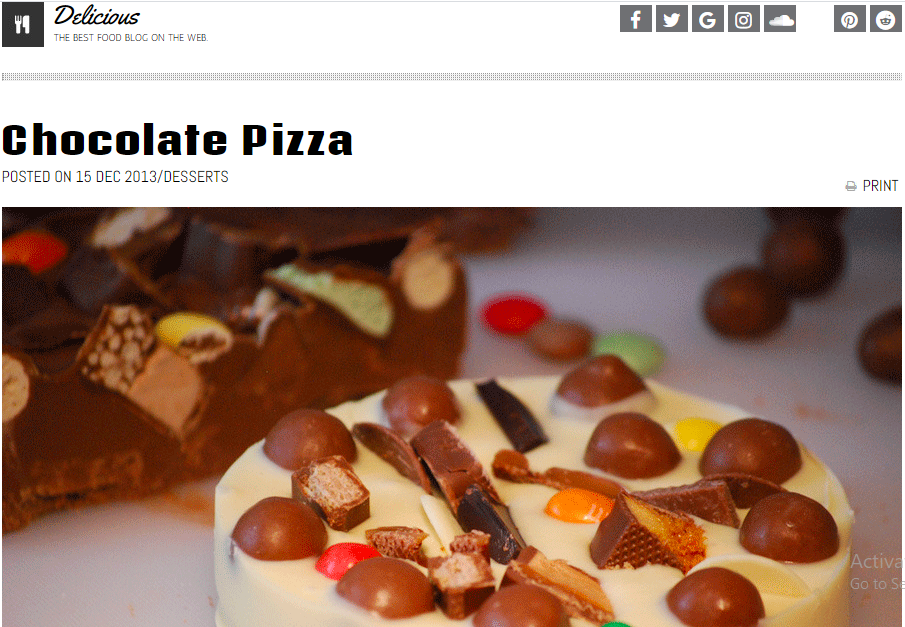 Delicious
THE BEST FOOD BLOG ON THE WEB.
Chocolate Pizza
POSTED ON 15 DEC 2013/DESSERTS
PRINT
Activa
Go to Se